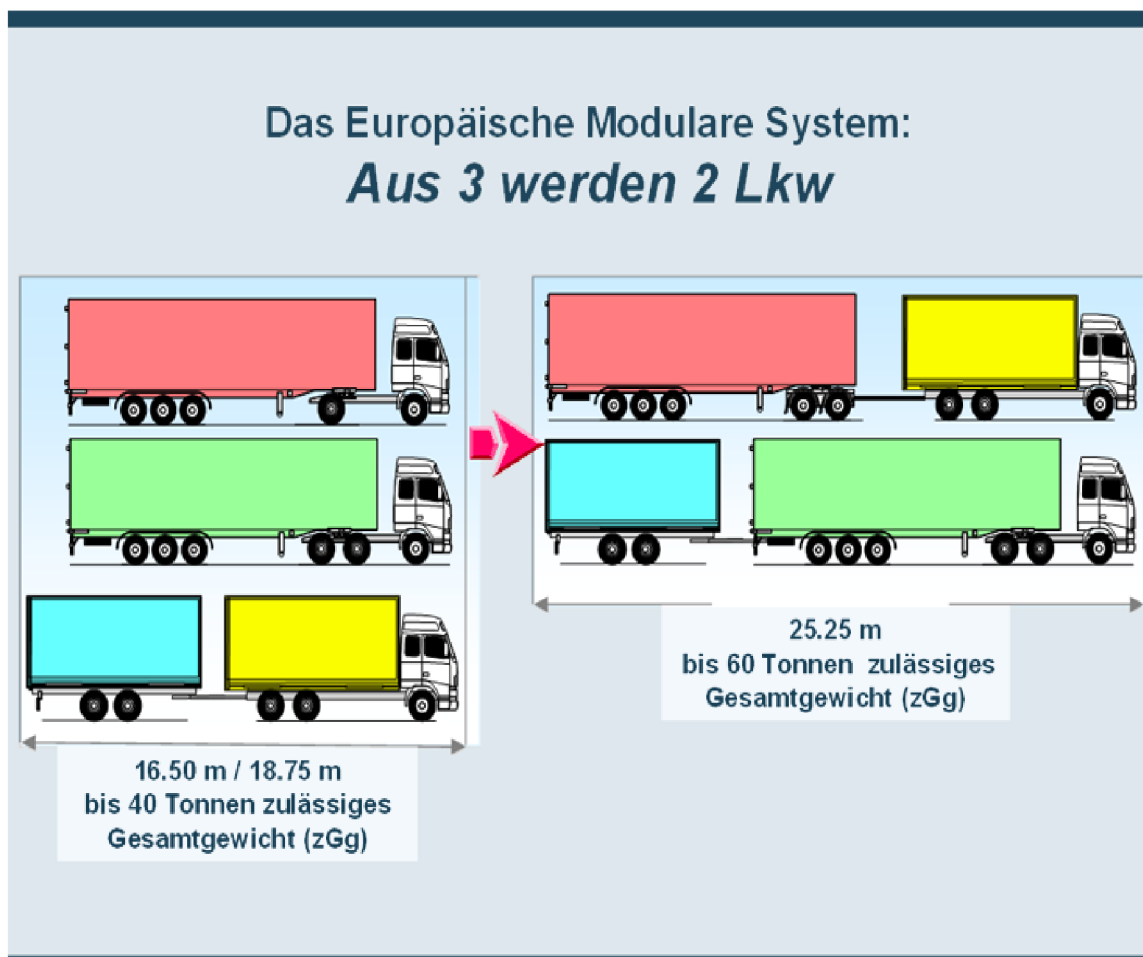 Das Europäische Modulare System:
Aus 3 werden 2 Lkw
16.50 m / 18.75 m
bis 40 Tonnen zulässiges
Gesamtgewicht (zGg)
25.25 m
bis 60 Tonnen zulässiges
Gesamtgewicht (zGg)